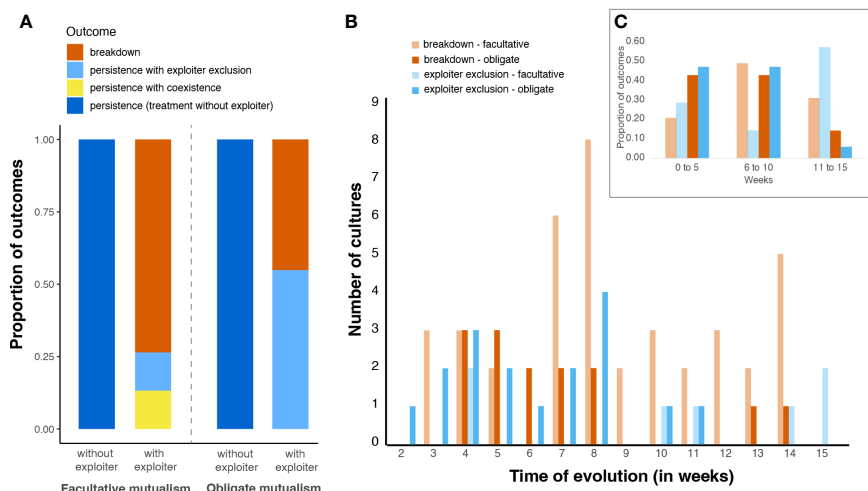 A
Outcome
breakdown
persistence with exploiter exclusion
persistence with coexistence
persistence (treatment without exploiter)
Proportion of outcomes
1.00
0.75
0.50
0.25
0.00
without exploiter
with exploiter
without exploiter
with exploiter
Facultative mutualism
Obligate mutualism
B
breakdown - facultative
breakdown - obligate
exploiter exclusion - facultative
exploiter exclusion - obligate
Number of cultures
9
8
7
6
5
4
3
2
1
0
2 3 4 5 6 7 8 9 10 11 12 13 14 15
Time of evolution (in weeks)
C
Proportion of outcomes
0.60
0.50
0.40
0.30
0.20
0.10
0.00
0 to 5 6 to 10 11 to 15
Weeks